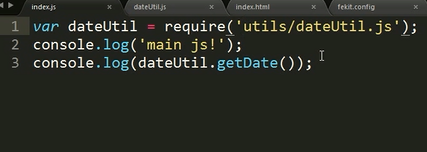 index.js × dateUtil.js × index.html × fekit.config
1 var dateUtil = require('utils/dateUtil.js');
2 console.log('main js!');
3 console.log(dateUtil.getDate());